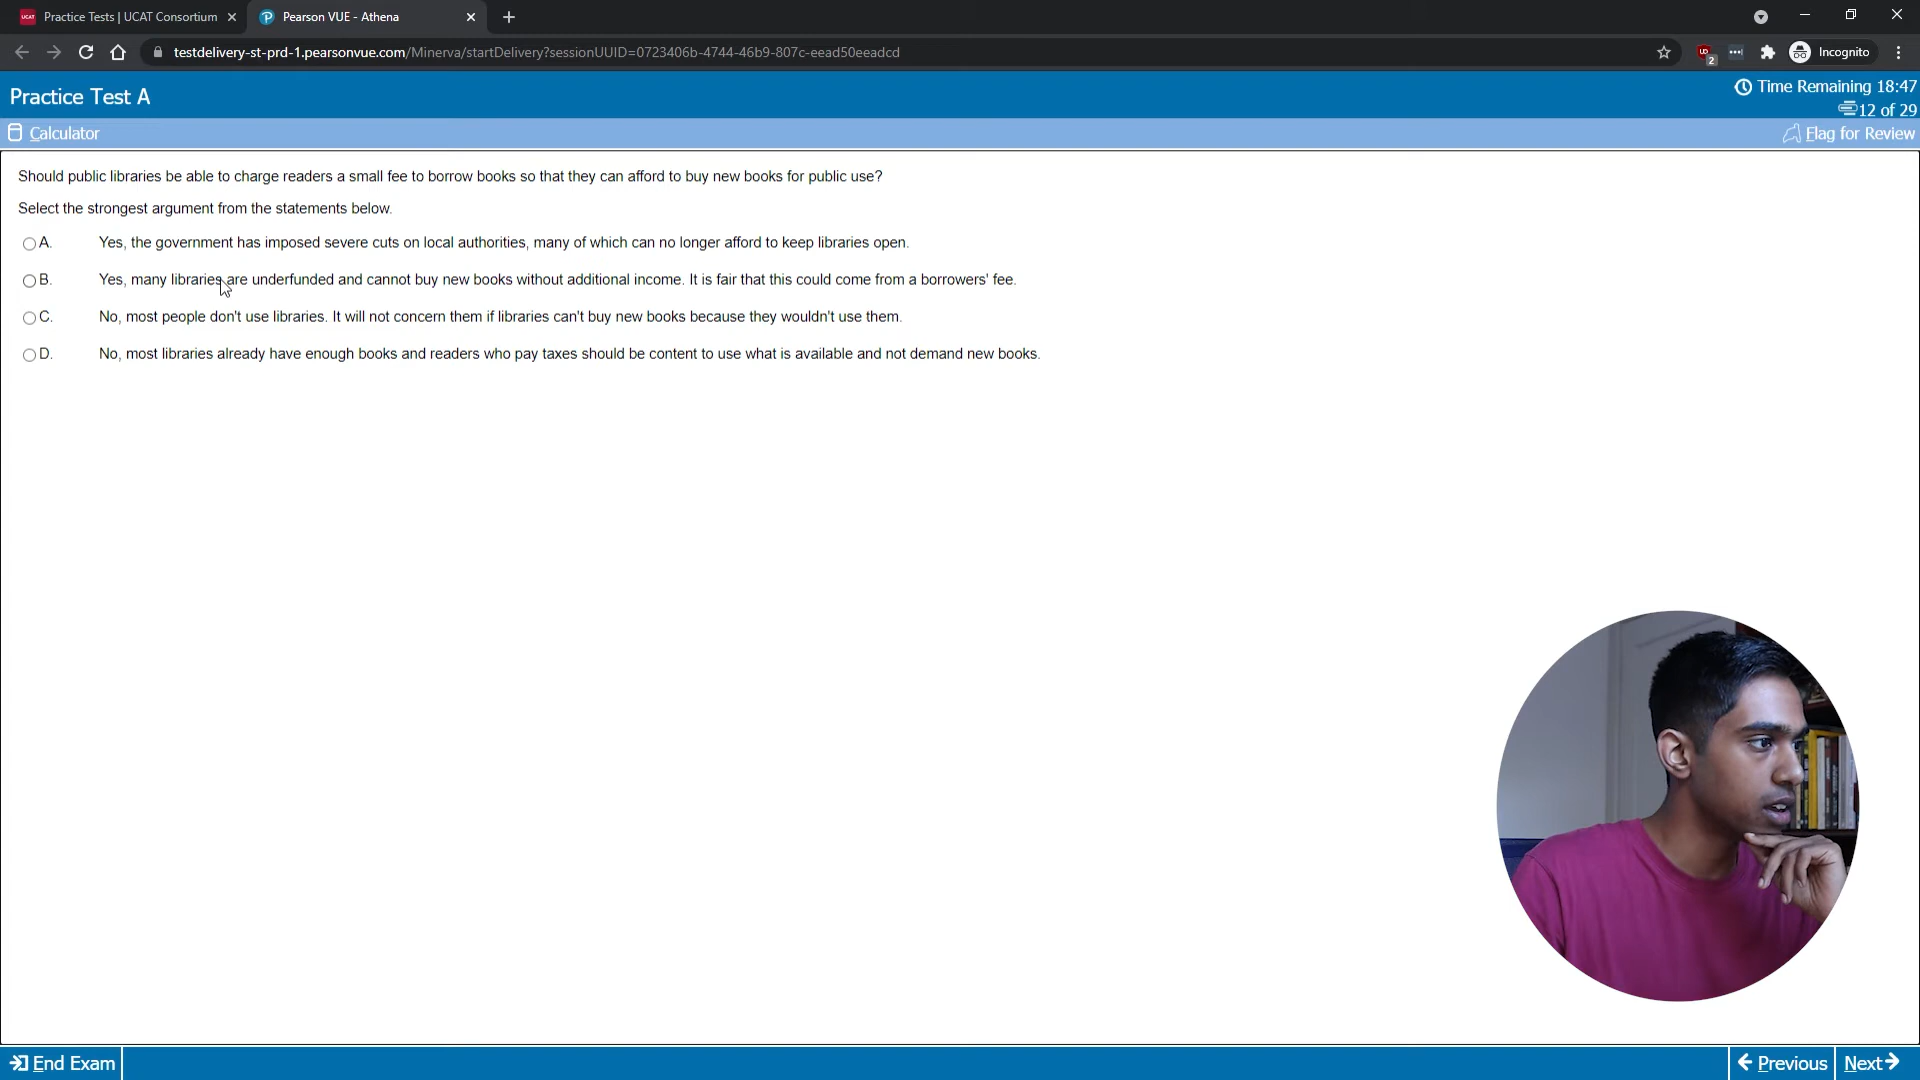 Practice Tests | UCAT Consortium
Pearson VUE - Athena
testdelivery-st-prd-1.pearsonvue.com/Minerva/startDelivery?sessionUUID=0723406b-4744-46b9-807c-eead50eeadcd
2
Incognito
Practice Test A
Time Remaining 18:47
12 of 29
Calculator
Flag for Review
Should public libraries be able to charge readers a small fee to borrow books so that they can afford to buy new books for public use?
Select the strongest argument from the statements below.
A. Yes, the government has imposed severe cuts on local authorities, many of which can no longer afford to keep libraries open.
B. Yes, many libraries are underfunded and cannot buy new books without additional income. It is fair that this could come from a borrowers' fee.
C. No, most people don't use libraries. It will not concern them if libraries can't buy new books because they wouldn't use them.
D. No, most libraries already have enough books and readers who pay taxes should be content to use what is available and not demand new books.
End Exam
Previous
Next